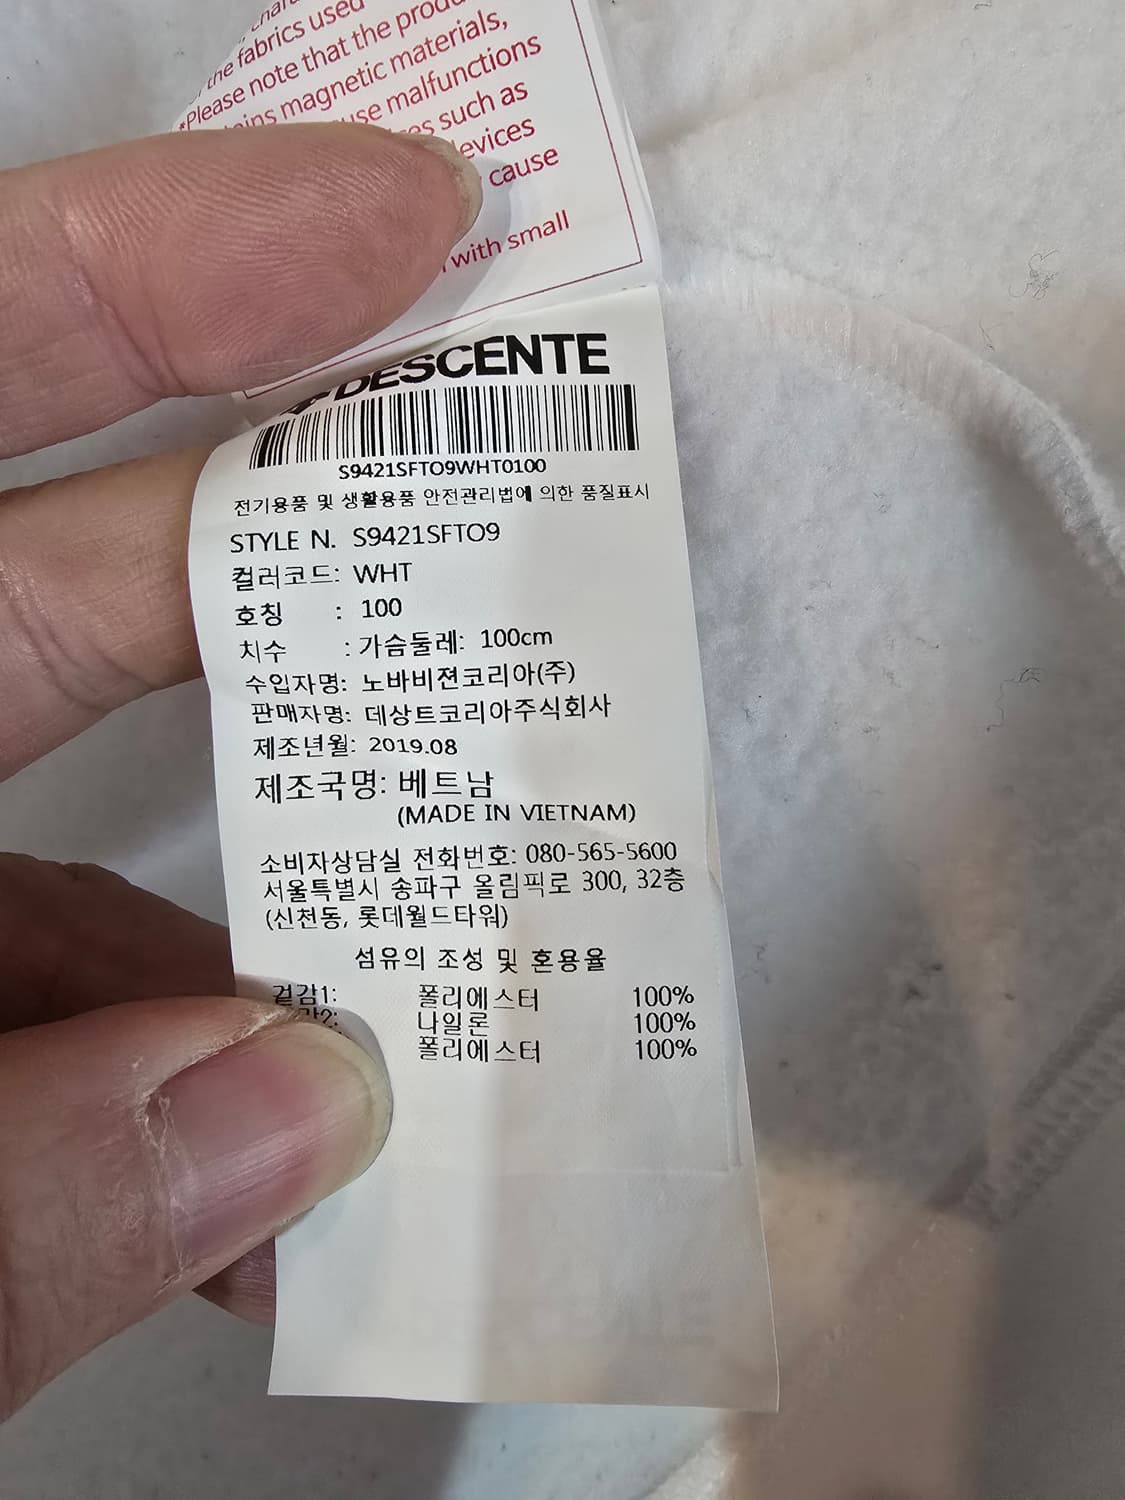 the fabrics used
*Please note that the
magnetic materials,
malfunctions
such as
cause
with small
DESCENTE
S9421SFTO9WHT0100
전기용품 및 생활용품 안전관리법에 의한 품질표시
STYLE N. S9421SFTO9
컬러코드: WHT
호칭 : 100
치수 : 가슴둘레: 100cm
수입자명: 노바비젼코리아(주)
판매자명: 데상트코리아주식회사
제조년월: 2019.08
제조국명: 베트남
(MADE IN VIETNAM)
소비자상담실 전화번호: 080-565-5600
서울특별시 송파구 올림픽로 300, 32층
(신천동, 롯데월드타워)
섬유의 조성 및 혼용율
겉감1: 폴리에스터 100%
나일론 100%
폴리에스터 100%